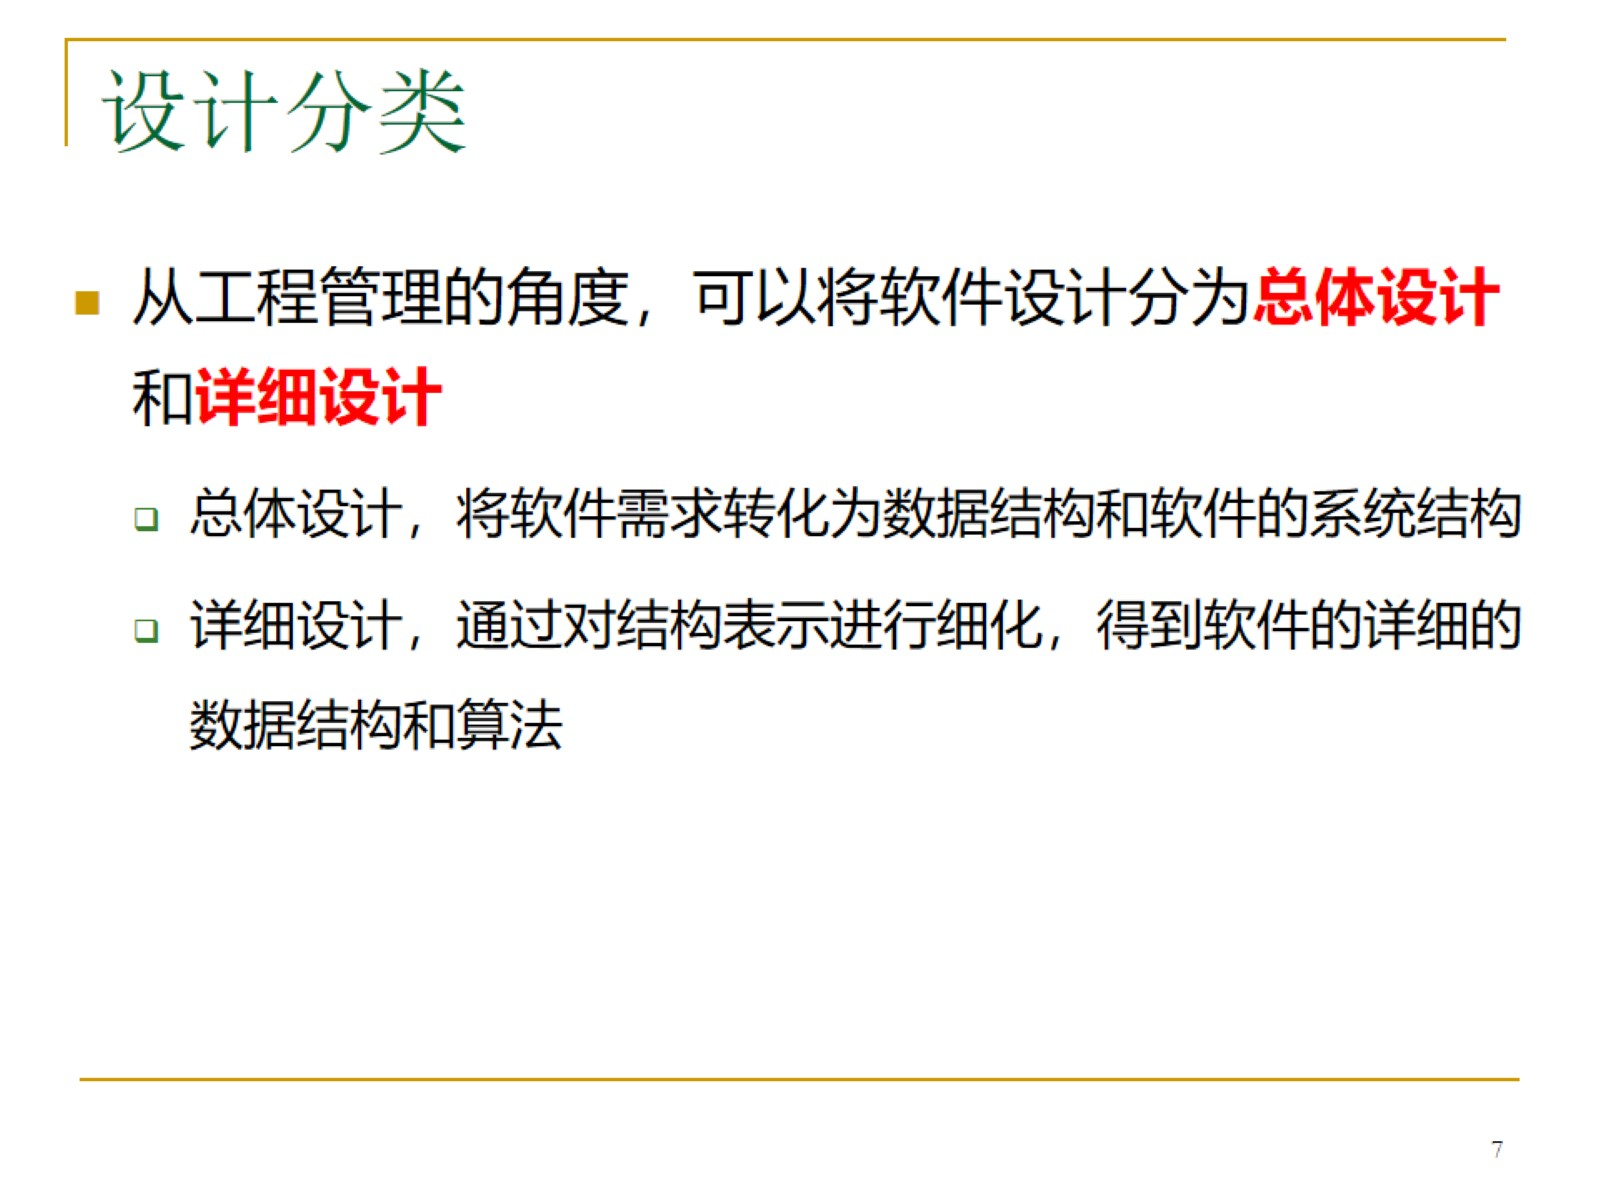 设计分类
从工程管理的角度，可以将软件设计分为总体设计
和详细设计
总体设计，将软件需求转化为数据结构和软件的系统结构
详细设计，通过对结构表示进行细化，得到软件的详细的
数据结构和算法
7